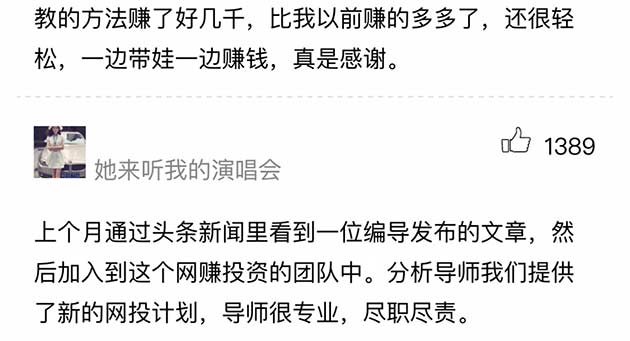 教的方法赚了好几千，比我以前赚的多多了，还很轻
松，一边带娃一边赚钱，真是感谢。
她来听我的演唱会
1389
上个月通过头条新闻里看到一位编导发布的文章，然
后加入到这个网赚投资的团队中。分析导师我们提供
了新的网投计划，导师很专业，尽职尽责。